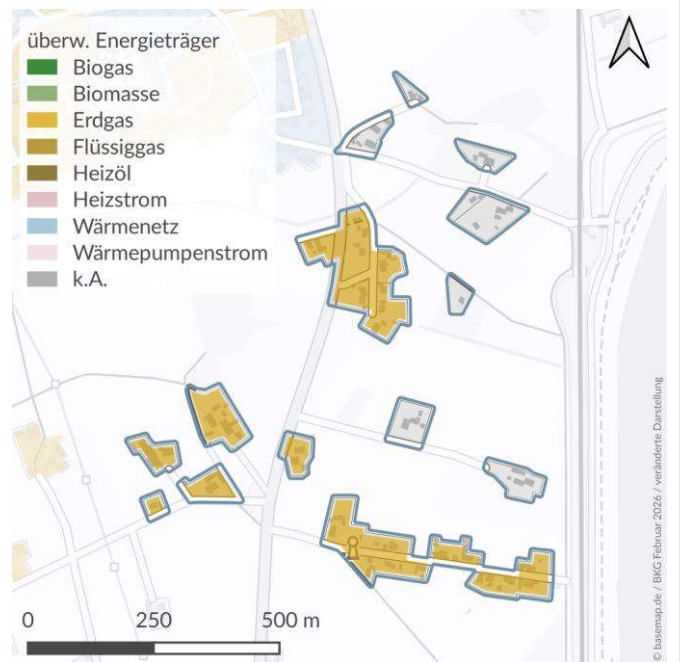 überw. Energieträger
Biogas
Biomasse
Erdgas
Flüssiggas
Heizöl
Heizstrom
Wärmenetz
Wärmepumpenstrom
k.A.
0 250 500 m
© basemap.de / BKG Februar 2026 / veränderte Darstellung